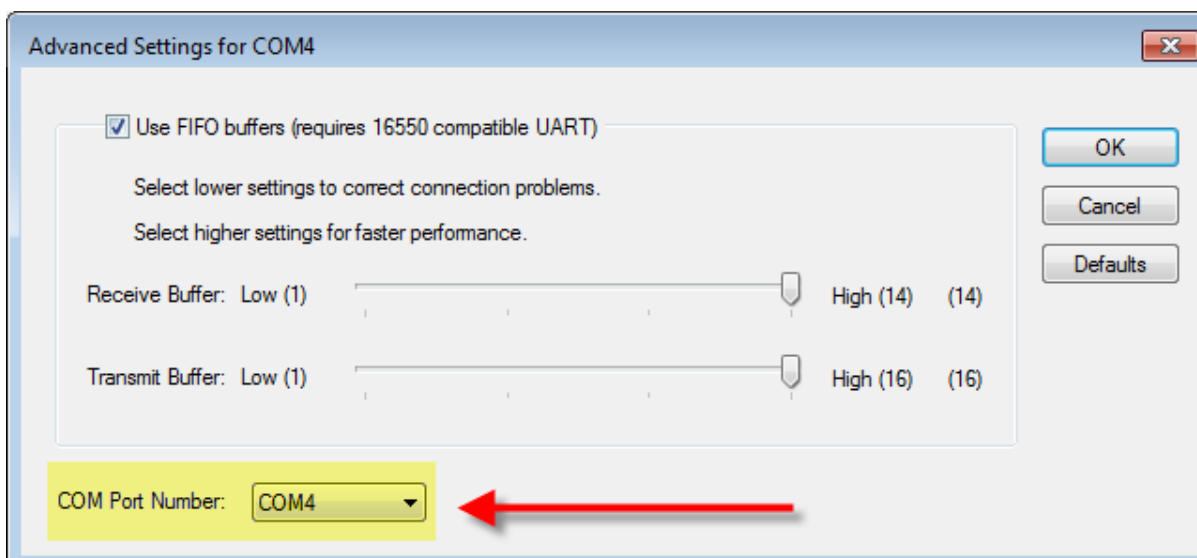 Advanced Settings for COM4
Use FIFO buffers (requires 16550 compatible UART)
OK
Select lower settings to correct connection problems.
Cancel
Select higher settings for faster performance.
Defaults
Receive Buffer: Low (1) High (14) (14)
Transmit Buffer: Low (1) High (16) (16)
COM Port Number: COM4